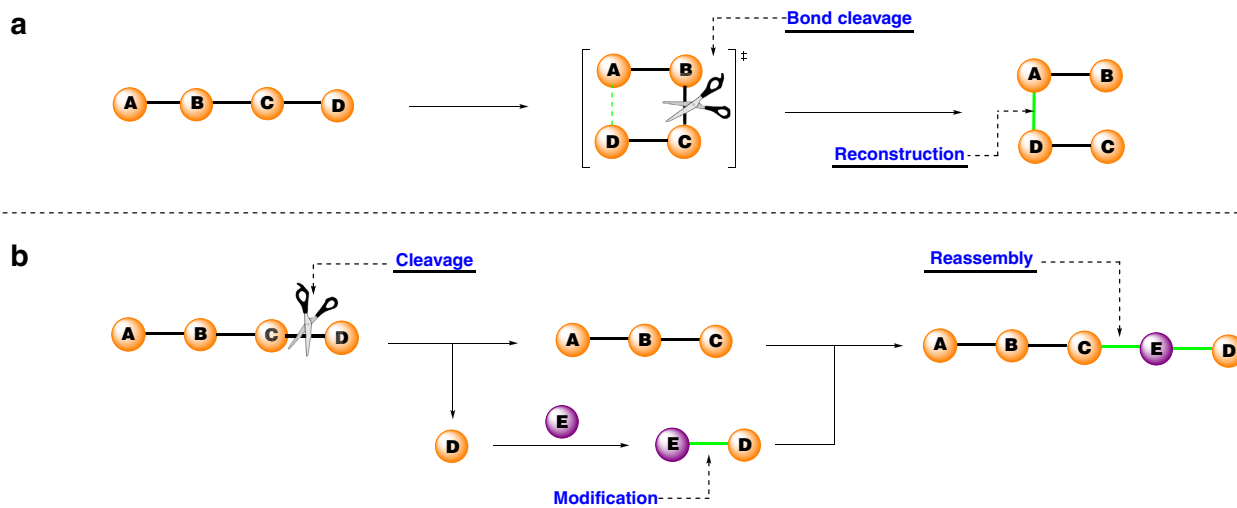 a
Bond cleavage
A B C D
A B ‡
D C
A B
D C
Reconstruction
b
Cleavage
Reassembly
A B C D
A B C
A B C E D
E
D
E D
Modification